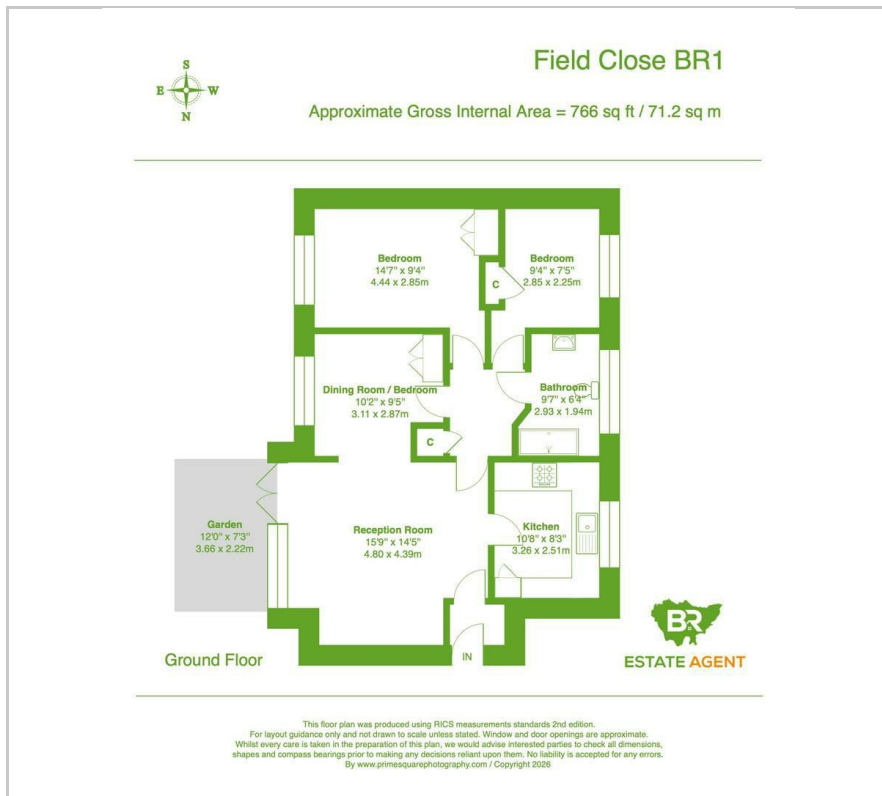 Field Close BR1
S
E W
N
Approximate Gross Internal Area = 766 sq ft / 71.2 sq m
Bedroom
14'7" x 9'4"
4.44 x 2.85m
Bedroom
9'4" x 7'5"
2.85 x 2.25m
C
Dining Room / Bedroom
10'2" x 9'5"
3.11 x 2.87m
Bathroom
9'7" x 6'4"
2.93 x 1.94m
C
Garden
12'0" x 7'3"
3.66 x 2.22m
Reception Room
15'9" x 14'5"
4.80 x 4.39m
Kitchen
10'8" x 8'3"
3.26 x 2.51m
IN
Ground Floor
B&R
ESTATE AGENT
This floor plan was produced using RICS measurements standards 2nd edition.
For layout guidance only and not drawn to scale unless stated. Window and door openings are approximate.
Whilst every care is taken in the preparation of this plan, we would advise interested parties to check all dimensions,
shapes and compass bearings prior to making any decisions reliant upon them. No liability is accepted for any errors.
By www.primesquarephotography.com / Copyright 2026